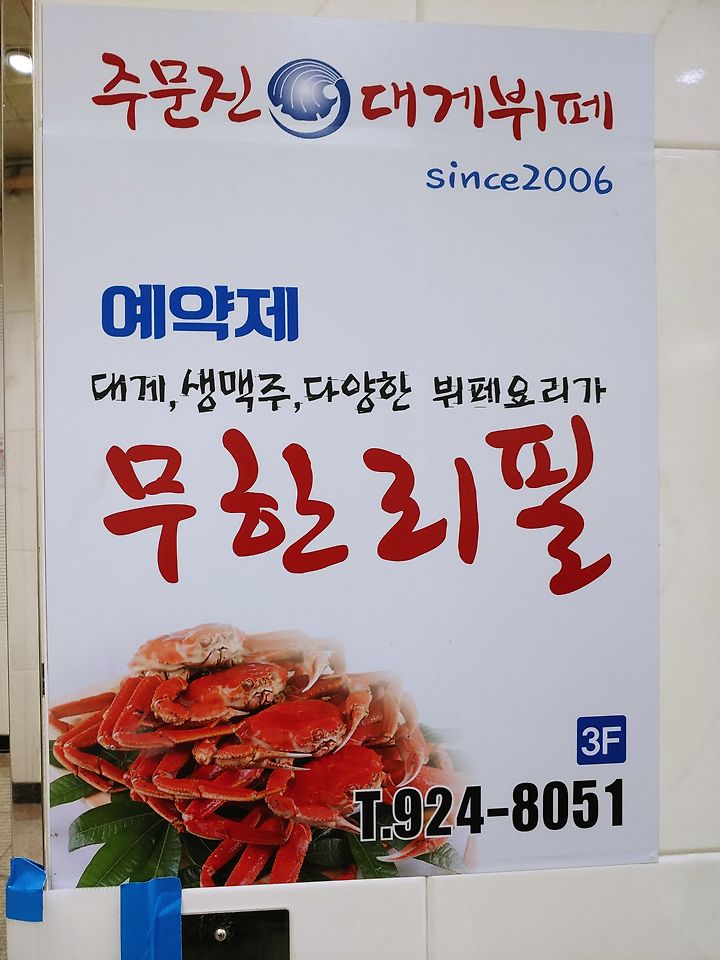 주문진 대게뷔페
since2006
예약제
대게,생맥주,다양한 뷔페요리가
무한리필
3F
T.924-8051